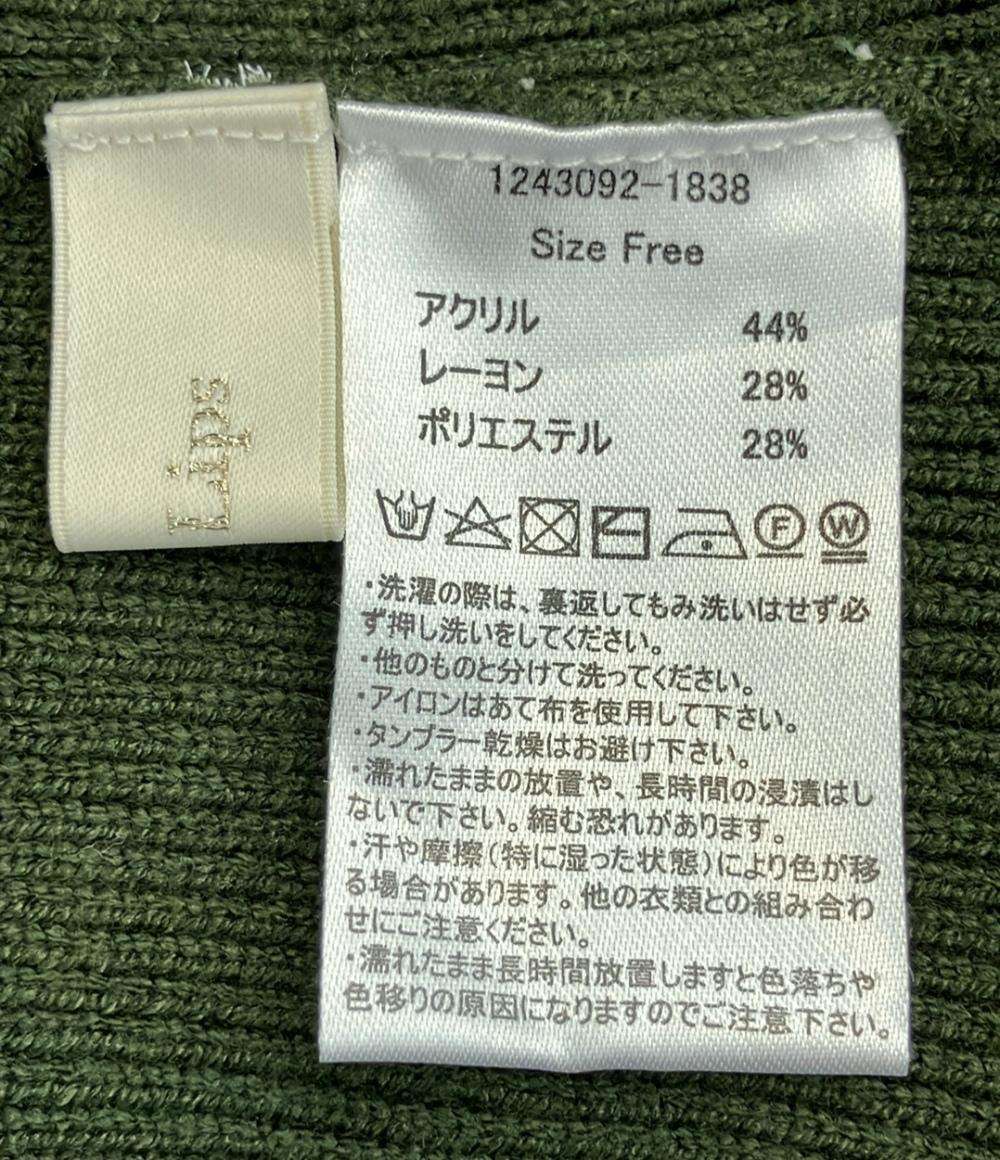 Lips
1243092-1838
Size Free
アクリル 44%
レーヨン 28%
ポリエステル 28%
F W
・洗濯の際は、裏返してもみ洗いはせず必
ず押し洗いをしてください。
・他のものと分けて洗ってください。
・アイロンはあて布を使用して下さい。
・タンブラー乾燥はお避け下さい。
・濡れたままの放置や、長時間の浸漬はし
ないで下さい。縮む恐れがあります。
・汗や摩擦(特に湿った状態)により色が移
る場合があります。他の衣類との組み合わ
せにご注意ください。
・濡れたまま長時間放置しますと色落ちや
色移りの原因になりますのでご注意下さい。